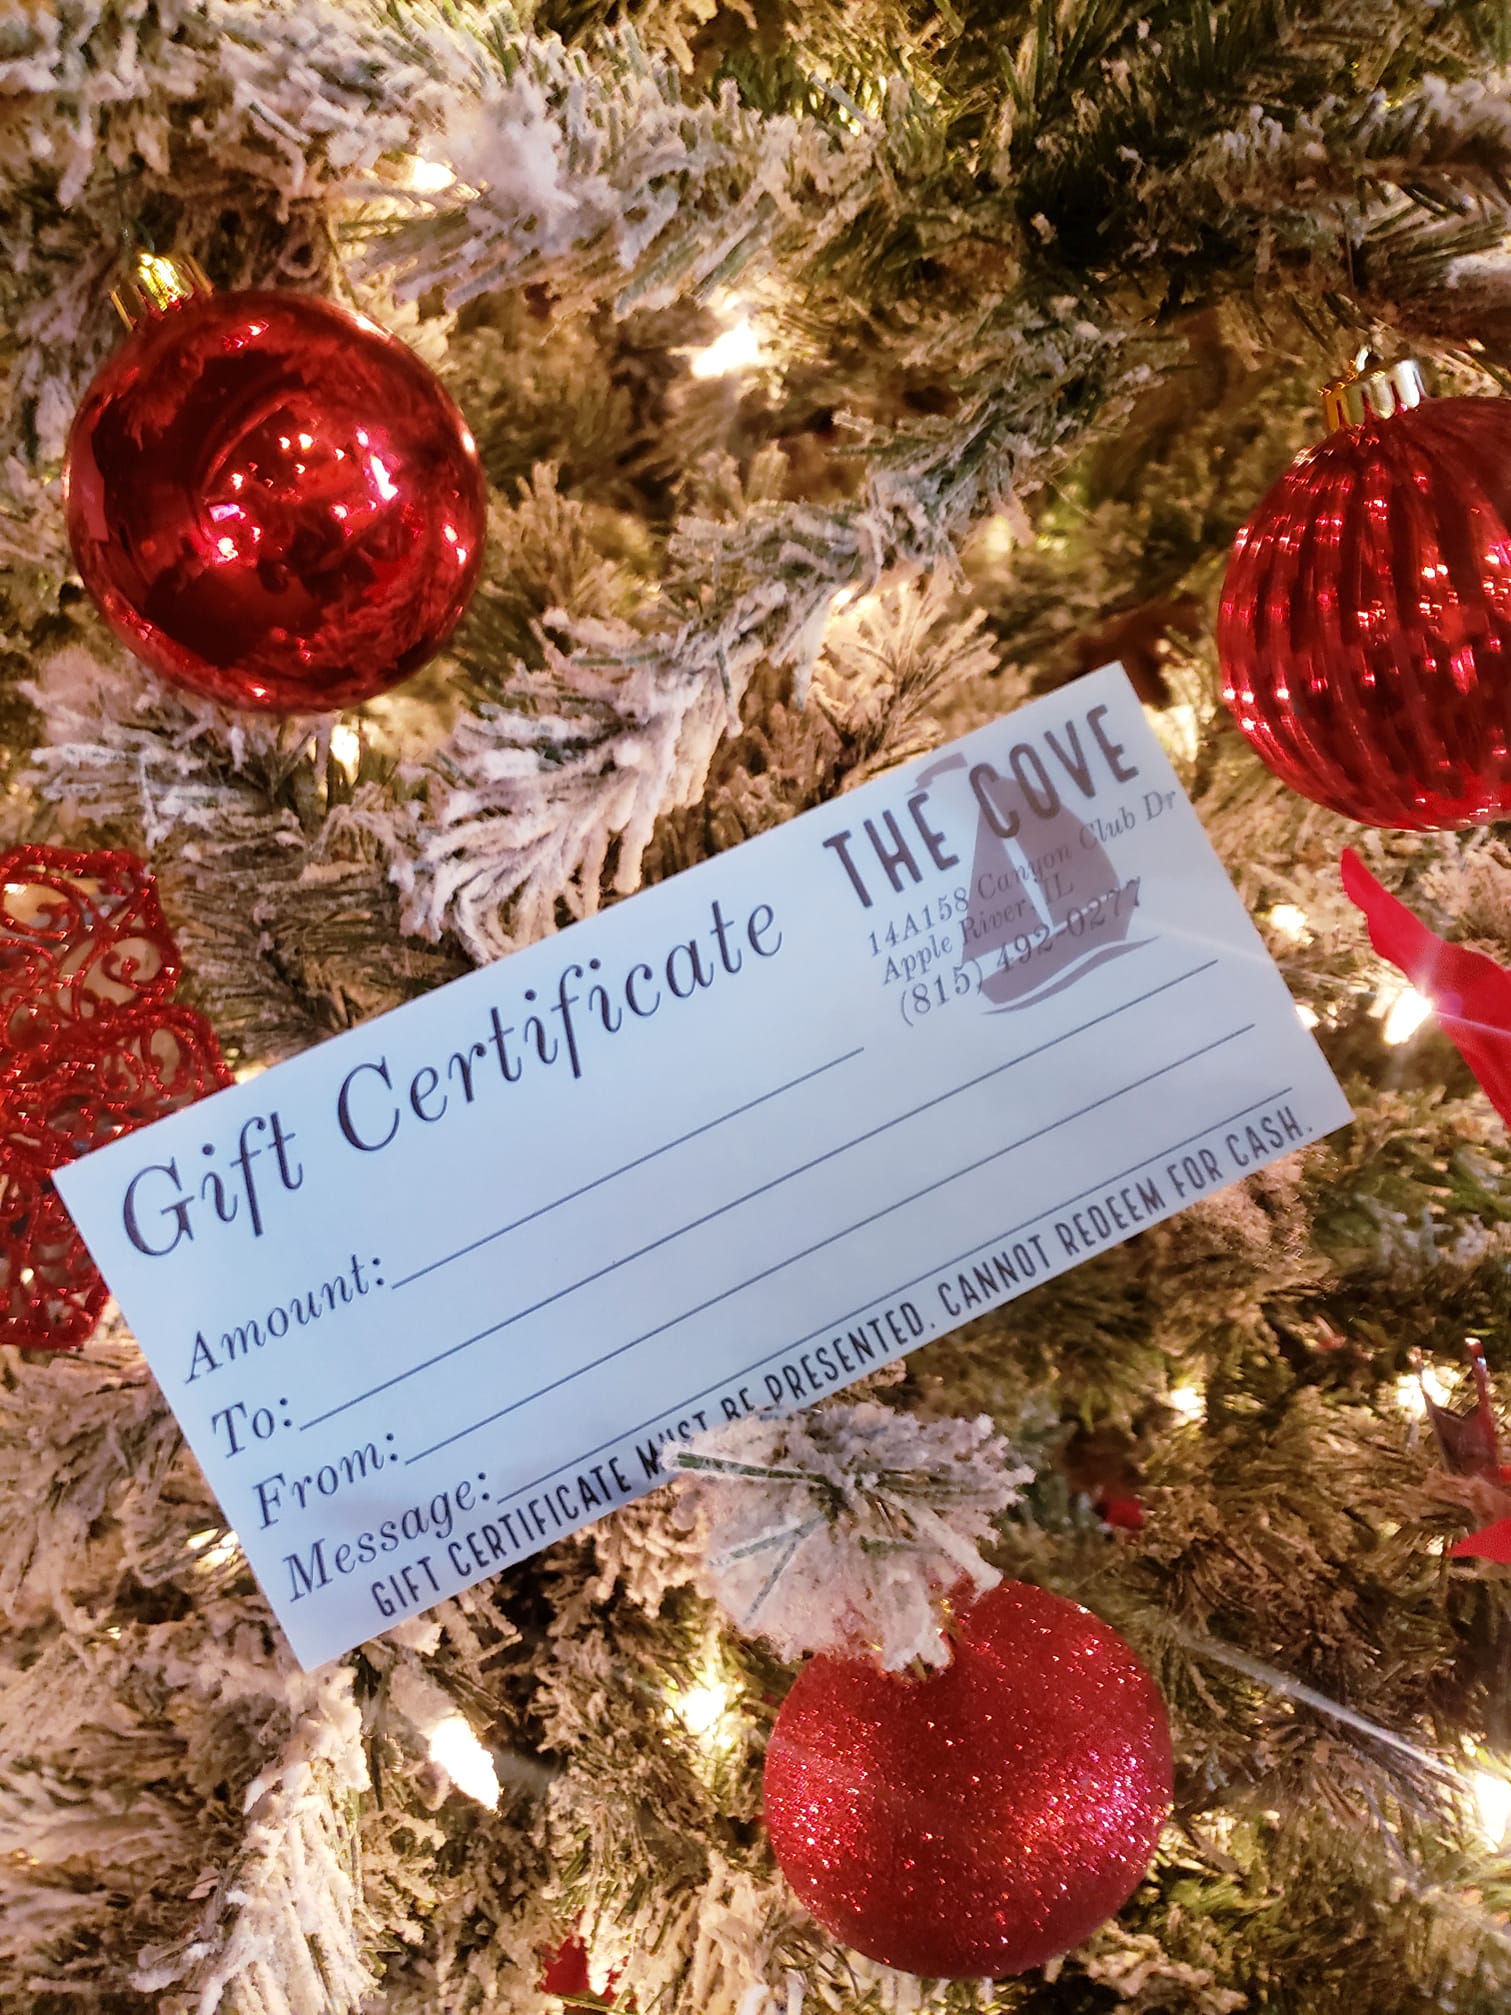 Gift Certificate
THE COVE
14A158 Canyon Club Dr
Apple River, IL
(815) 492-0277
Amount:
To:
From:
Message:
GIFT CERTIFICATE MUST BE PRESENTED. CANNOT REDEEM FOR CASH.